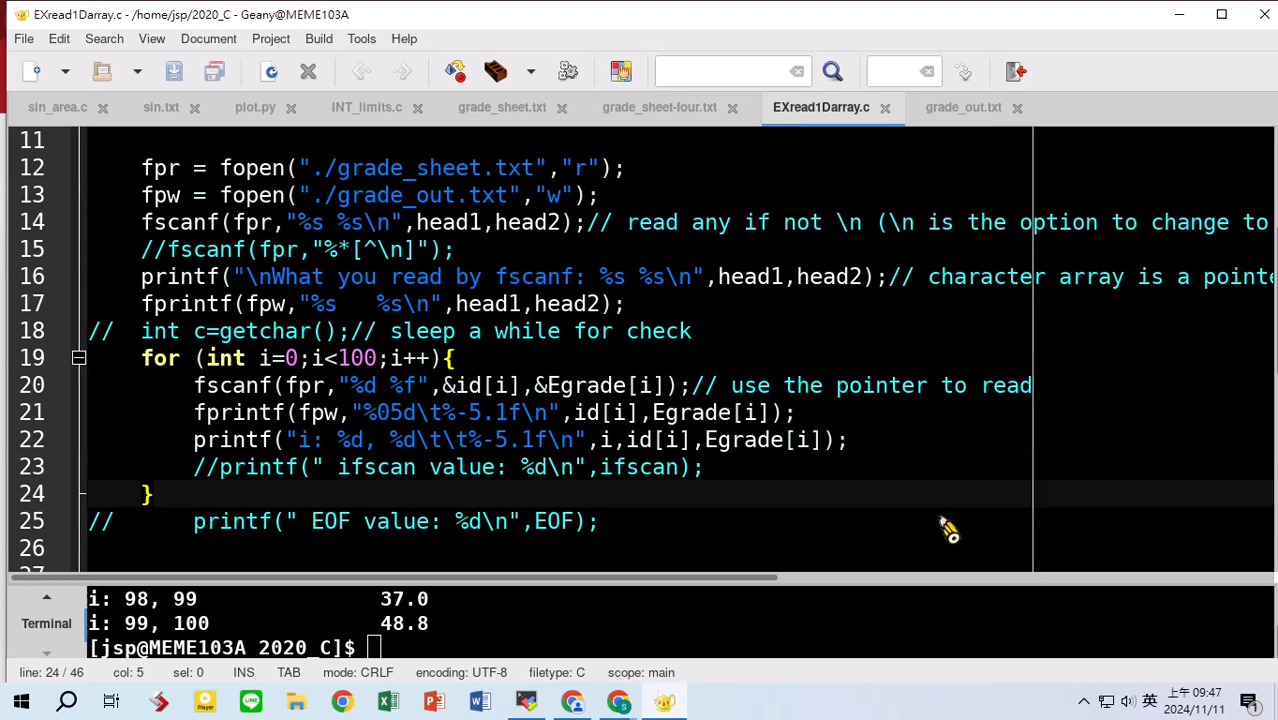 EXread1Darray.c - /home/jsp/2020_C - Geany@MEME103A
File Edit Search View Document Project Build Tools Help
sin_area.c sin.txt plot.py INT_limits.c grade_sheet.txt grade_sheet-four.txt EXread1Darray.c grade_out.txt
11
12 fpr = fopen("./grade_sheet.txt","r");
13 fpw = fopen("./grade_out.txt","w");
14 fscanf(fpr,"%s %s\n",head1,head2);// read any if not \n (\n is the option to change to
15 //fscanf(fpr,"%*[^\n]");
16 printf("\nWhat you read by fscanf: %s %s\n",head1,head2);// character array is a pointe
17 fprintf(fpw,"%s   %s\n",head1,head2);
18 //  int c=getchar();// sleep a while for check
19 for (int i=0;i<100;i++){
20 fscanf(fpr,"%d %f",&id[i],&Egrade[i]);// use the pointer to read
21 fprintf(fpw,"%05d\t%-5.1f\n",id[i],Egrade[i]);
22 printf("i: %d, %d\t\t%-5.1f\n",i,id[i],Egrade[i]);
23 //printf(" ifscan value: %d\n",ifscan);
24 }
25 //      printf(" EOF value: %d\n",EOF);
26
i: 98, 99 37.0
Terminal
i: 99, 100 48.8
[jsp@MEME103A 2020_C]$
line: 24 / 46 col: 5 sel: 0 INS TAB mode: CRLF encoding: UTF-8 filetype: C scope: main
Player LINE 英 上午 09:47
2024/11/11 1